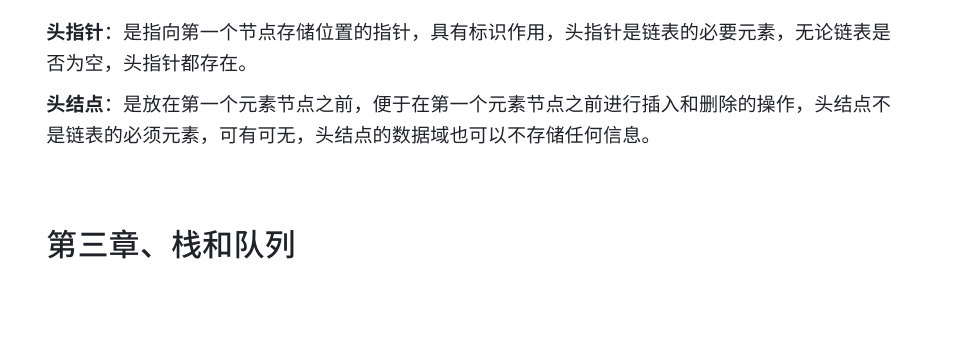 头指针：是指向第一个节点存储位置的指针，具有标识作用，头指针是链表的必要元素，无论链表是
否为空，头指针都存在。
头结点：是放在第一个元素节点之前，便于在第一个元素节点之前进行插入和删除的操作，头结点不
是链表的必须元素，可有可无，头结点的数据域也可以不存储任何信息。
第三章、栈和队列